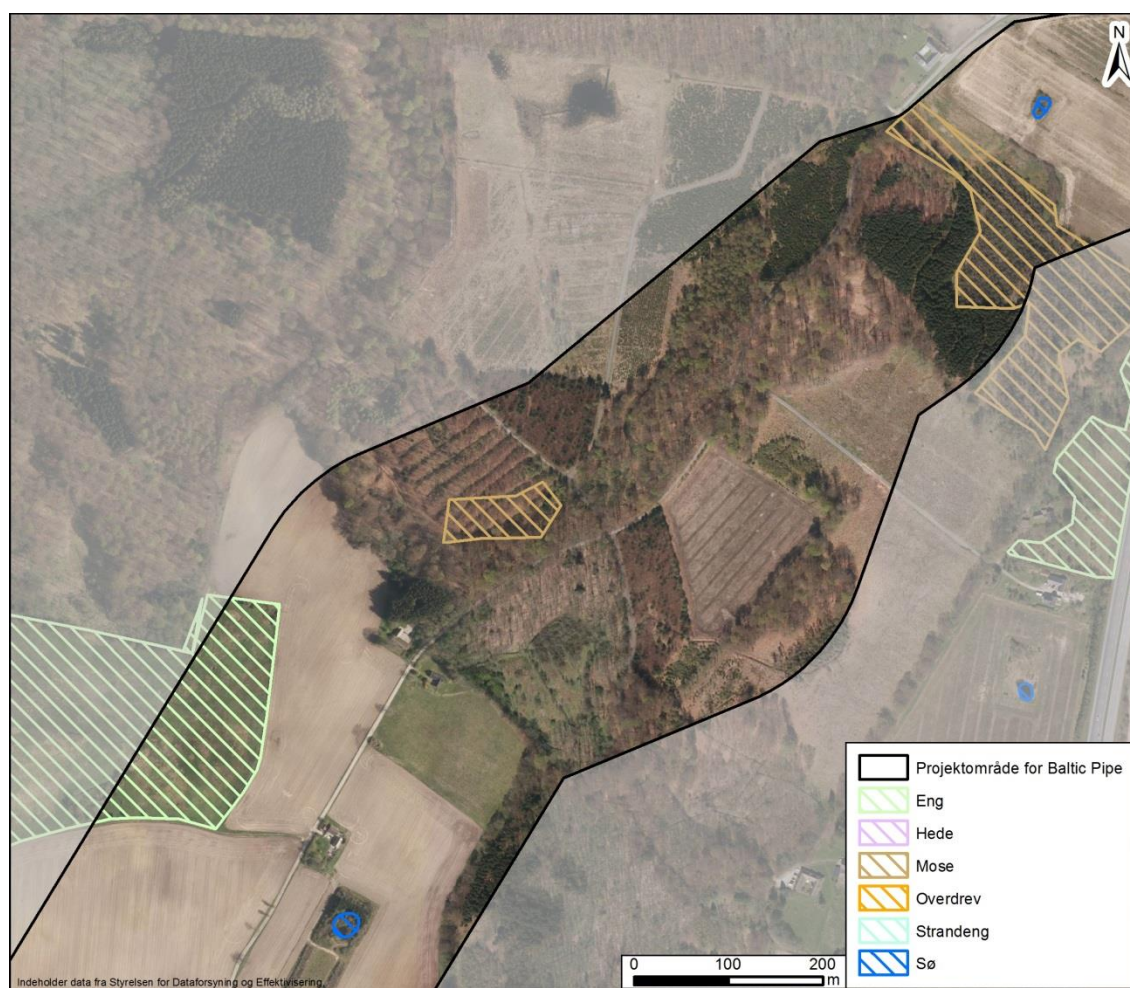 N
Projektområde for Baltic Pipe
Eng
Hede
Mose
Overdrev
Strandeng
Sø
0 100 200
m
Indeholder data fra Styrelsen for Dataforsyning og Effektivisering,